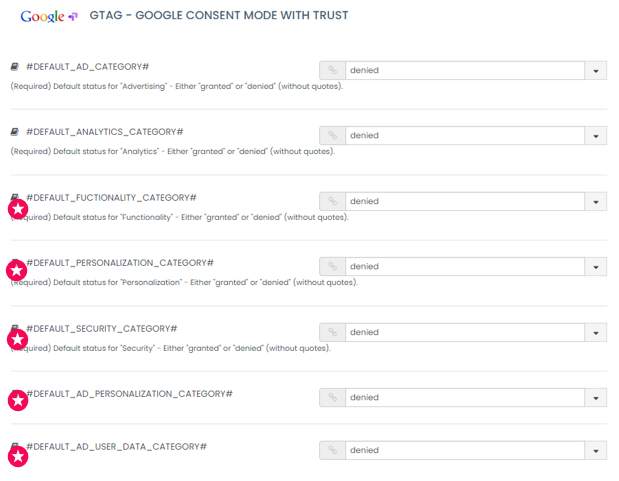 Google GTAG - GOOGLE CONSENT MODE WITH TRUST
#DEFAULT_AD_CATEGORY# denied
(Required) Default status for "Advertising" - Either "granted" or "denied" (without quotes).
#DEFAULT_ANALYTICS_CATEGORY# denied
(Required) Default status for "Analytics" - Either "granted" or "denied" (without quotes).
#DEFAULT_FUCTIONALITY_CATEGORY# denied
quired) Default status for "Functionality" - Either "granted" or "denied" (without quotes).
#DEFAULT_PERSONALIZATION_CATEGORY# denied
(Required) Default status for "Personalization" - Either "granted" or "denied" (without quotes).
#DEFAULT_SECURITY_CATEGORY# denied
quired) Default status for "Security" - Either "granted" or "denied" (without quotes).
#DEFAULT_AD_PERSONALIZATION_CATEGORY# denied
#DEFAULT_AD_USER_DATA_CATEGORY# denied